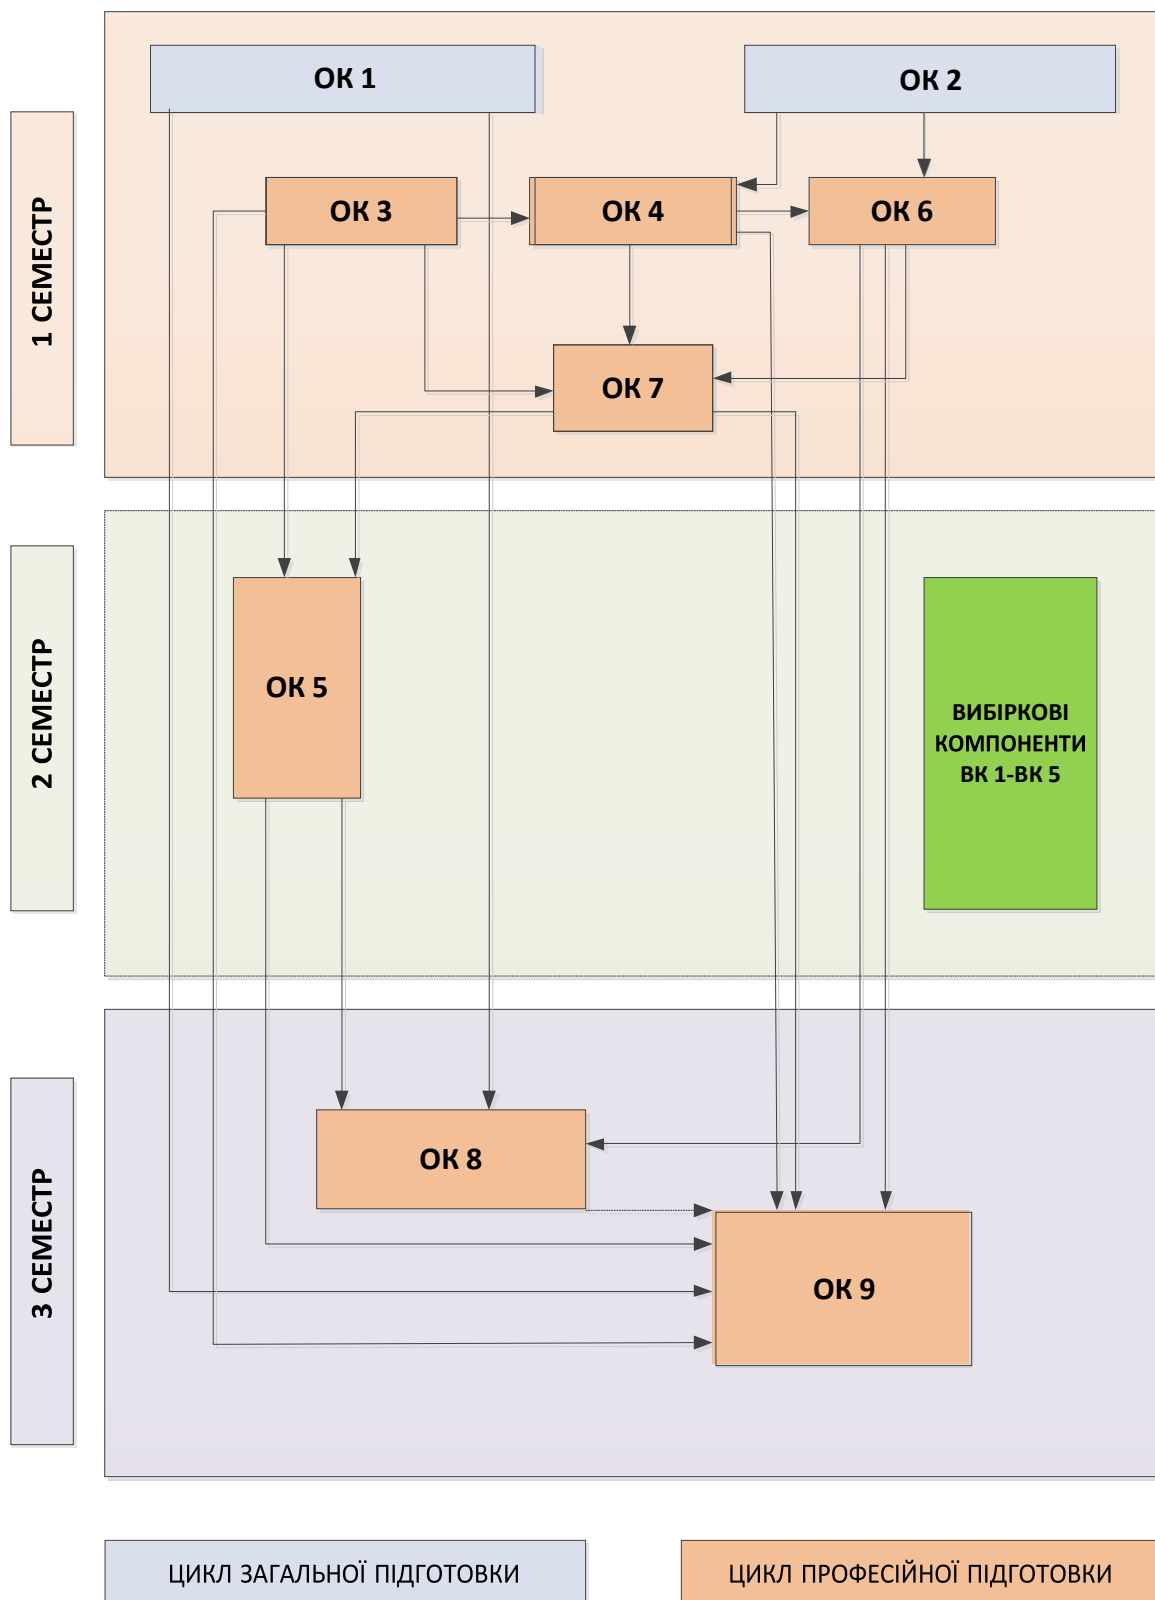 ОК 1
ОК 2
1 СЕМЕСТР
ОК 3
ОК 4
ОК 6
ОК 7
2 СЕМЕСТР
ОК 5
ВИБІРКОВІ
КОМПОНЕНТИ
ВК 1-ВК 5
3 СЕМЕСТР
ОК 8
ОК 9
ЦИКЛ ЗАГАЛЬНОЇ ПІДГОТОВКИ
ЦИКЛ ПРОФЕСІЙНОЇ ПІДГОТОВКИ